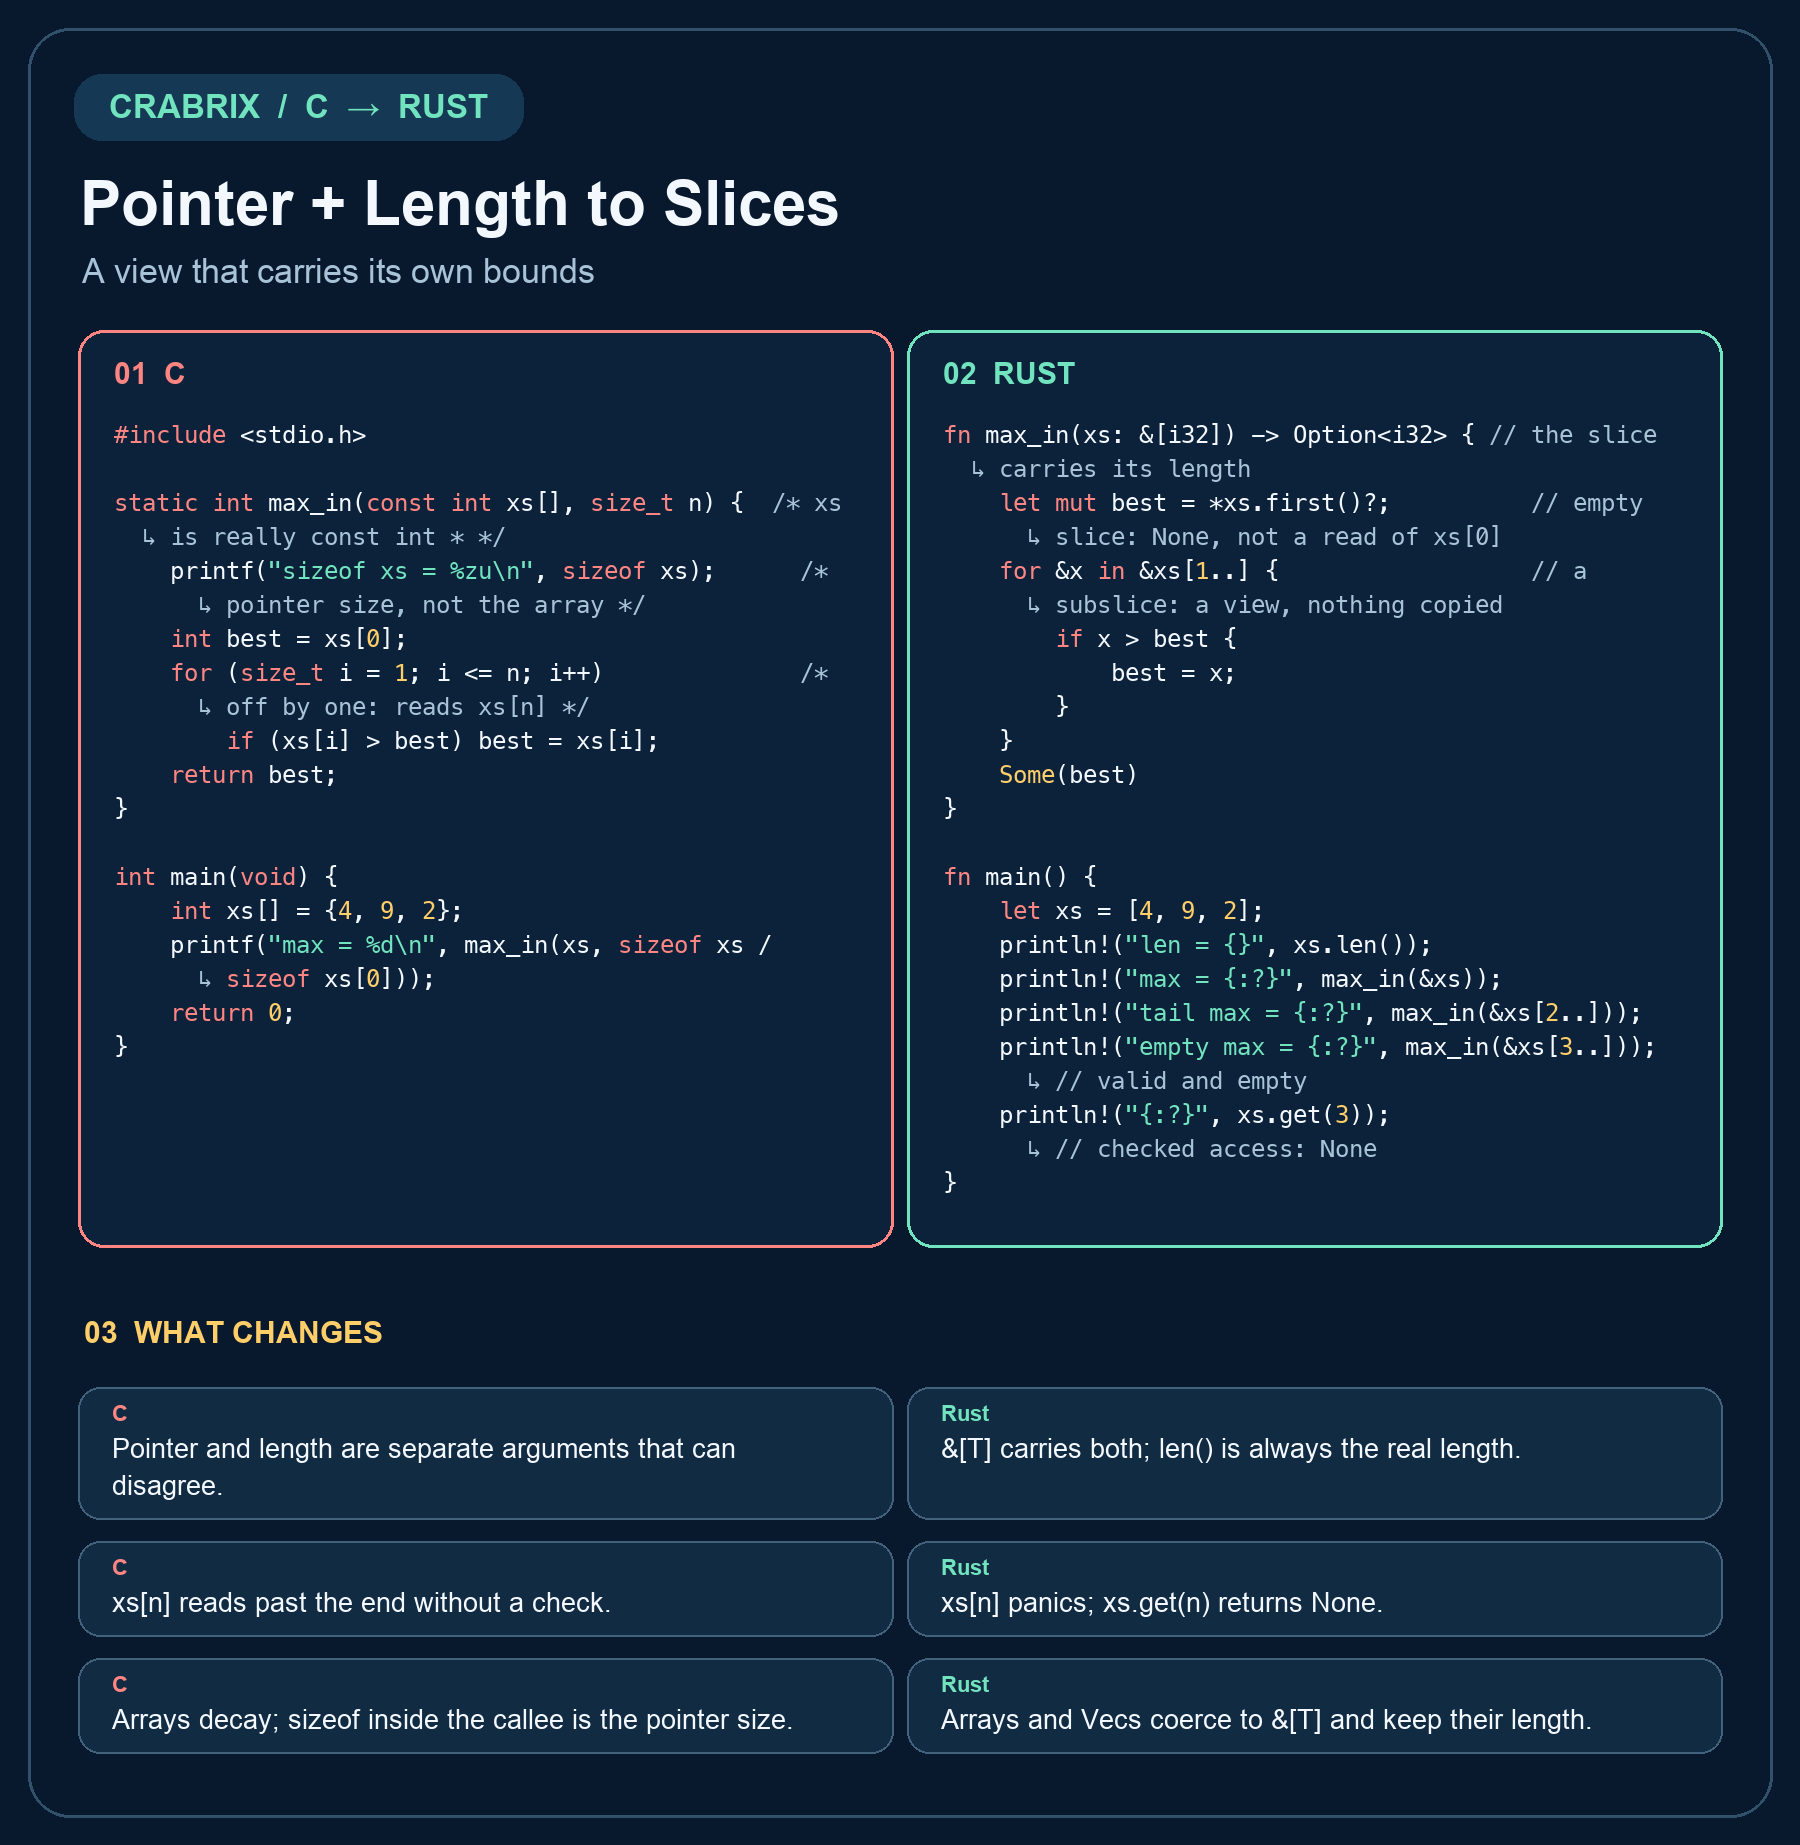 CRABRIX / C → RUST
Pointer + Length to Slices
A view that carries its own bounds
01 C
#include <stdio.h>
static int max_in(const int xs[], size_t n) {  /* xs
↳ is really const int * */
    printf("sizeof xs = %zu\n", sizeof xs);      /*
↳ pointer size, not the array */
    int best = xs[0];
    for (size_t i = 1; i <= n; i++)              /*
↳ off by one: reads xs[n] */
        if (xs[i] > best) best = xs[i];
    return best;
}
int main(void) {
    int xs[] = {4, 9, 2};
    printf("max = %d\n", max_in(xs, sizeof xs /
↳ sizeof xs[0]));
    return 0;
}
02 RUST
fn max_in(xs: &[i32]) -> Option<i32> { // the slice
↳ carries its length
    let mut best = *xs.first()?;          // empty
↳ slice: None, not a read of xs[0]
    for &x in &xs[1..] {                  // a
↳ subslice: a view, nothing copied
        if x > best {
            best = x;
        }
    }
    Some(best)
}
fn main() {
    let xs = [4, 9, 2];
    println!("len = {}", xs.len());
    println!("max = {:?}", max_in(&xs));
    println!("tail max = {:?}", max_in(&xs[2..]));
    println!("empty max = {:?}", max_in(&xs[3..]));
↳ // valid and empty
    println!("{:?}", xs.get(3));
↳ // checked access: None
}
03 WHAT CHANGES
C
Pointer and length are separate arguments that can
disagree.
Rust
&[T] carries both; len() is always the real length.
C
xs[n] reads past the end without a check.
Rust
xs[n] panics; xs.get(n) returns None.
C
Arrays decay; sizeof inside the callee is the pointer size.
Rust
Arrays and Vecs coerce to &[T] and keep their length.